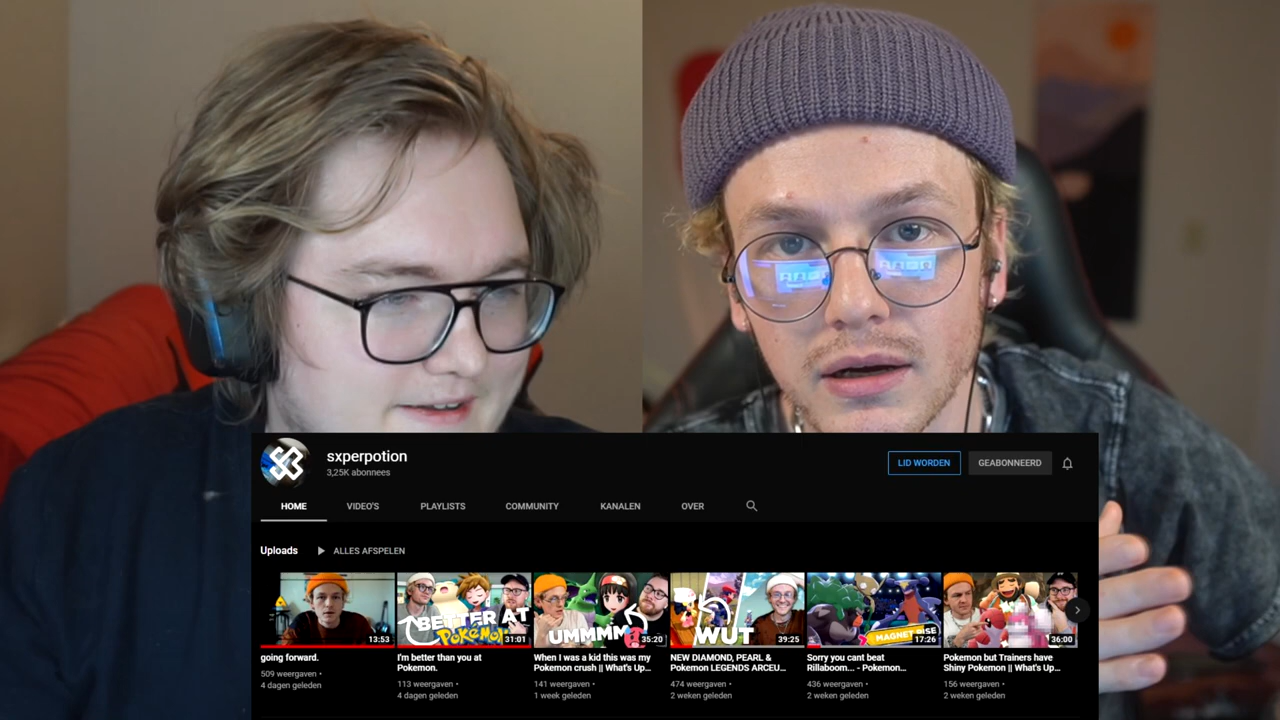 sxperpotion
3,25K abonnees
LID WORDEN
GEABONNEERD
HOME
VIDEO'S
PLAYLISTS
COMMUNITY
KANALEN
OVER
Uploads
ALLES AFSPELEN
13:53
BETTER AT
Pokémon
31:01
UMMMM
35:20
WUT
39:25
MAGNET RISE
17:26
36:00
going forward.
509 weergaven •
4 dagen geleden
I'm better than you at
Pokemon.
113 weergaven •
4 dagen geleden
When I was a kid this was my
Pokemon crush || What's Up...
141 weergaven •
1 week geleden
NEW DIAMOND, PEARL &
Pokemon LEGENDS ARCEU...
474 weergaven •
2 weken geleden
Sorry you cant beat
Rillaboom... - Pokemon...
436 weergaven •
2 weken geleden
Pokemon but Trainers have
Shiny Pokemon || What's Up...
156 weergaven •
2 weken geleden